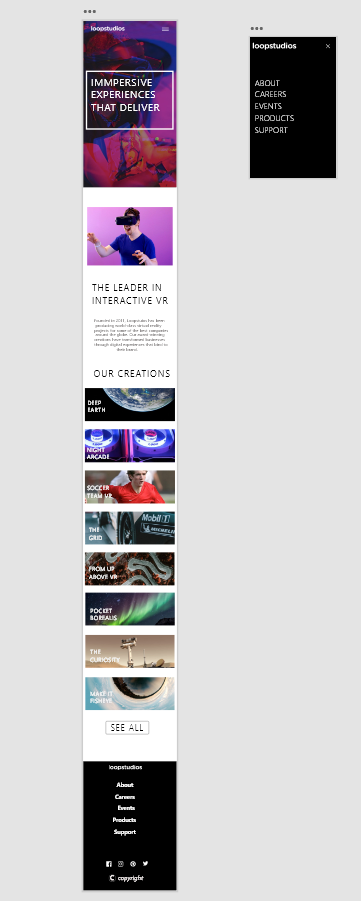 loopstudios
IMMPERSIVE
EXPERIENCES
THAT DELIVER
THE LEADER IN
INTERACTIVE VR
Founded in 2011, Loopstudios has been
producing world-class virtual reality
projects for some of the best companies
around the globe. Our award-winning
creations have transformed businesses
through digital experiences that bind to
their brand.
OUR CREATIONS
DEEP
EARTH
NIGHT
ARCADE
SOCCER
TEAM VR
THE
GRID
Mobil 1
MICHELIN
FROM UP
ABOVE VR
POCKET
BOREALIS
THE
CURIOSITY
MAKE IT
FISHEYE
SEE ALL
loopstudios
About
Careers
Events
Products
Support
C copyright
loopstudios
ABOUT
CAREERS
EVENTS
PRODUCTS
SUPPORT